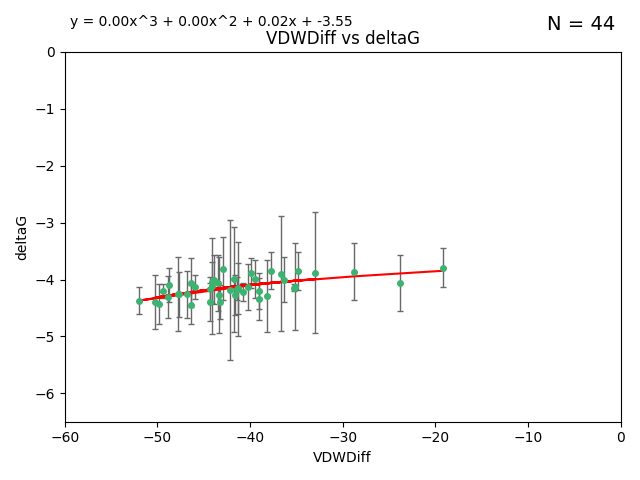 y = 0.00x^3 + 0.00x^2 + 0.02x + -3.55
N = 44
VDWDiff vs deltaG
0
−1
−2
−3
−4
−5
−6
deltaG
−60
−50
−40
−30
−20
−10
0
VDWDiff